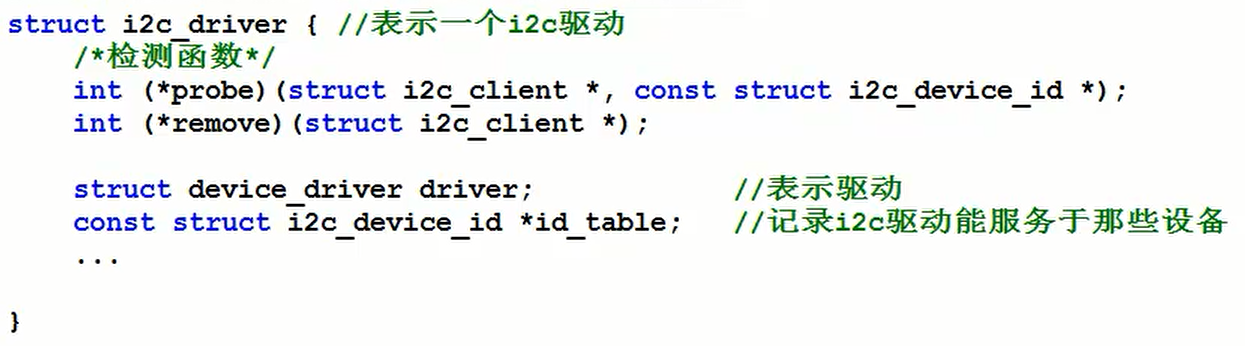 struct i2c_driver { //表示一个i2c驱动
/*检测函数*/
int (*probe)(struct i2c_client *, const struct i2c_device_id *);
int (*remove)(struct i2c_client *);
struct device_driver driver; //表示驱动
const struct i2c_device_id *id_table; //记录i2c驱动能服务于那些设备
...
}